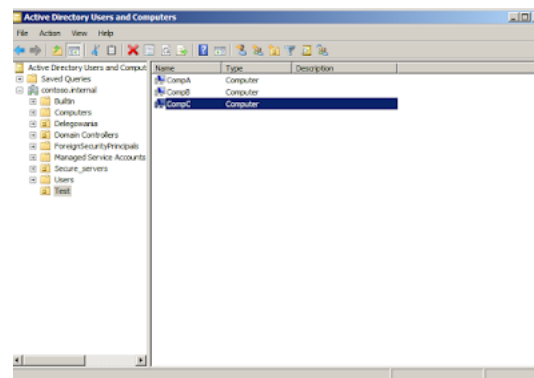 Active Directory Users and Computers
File Action View Help
Active Directory Users and Comput
Name Type Description
Saved Queries
contoso.internal
Builtin
Computers
Delegowania
Domain Controllers
ForeignSecurityPrincipals
Managed Service Accounts
Secure_servers
Users
Test
CompA Computer
CompB Computer
CompC Computer